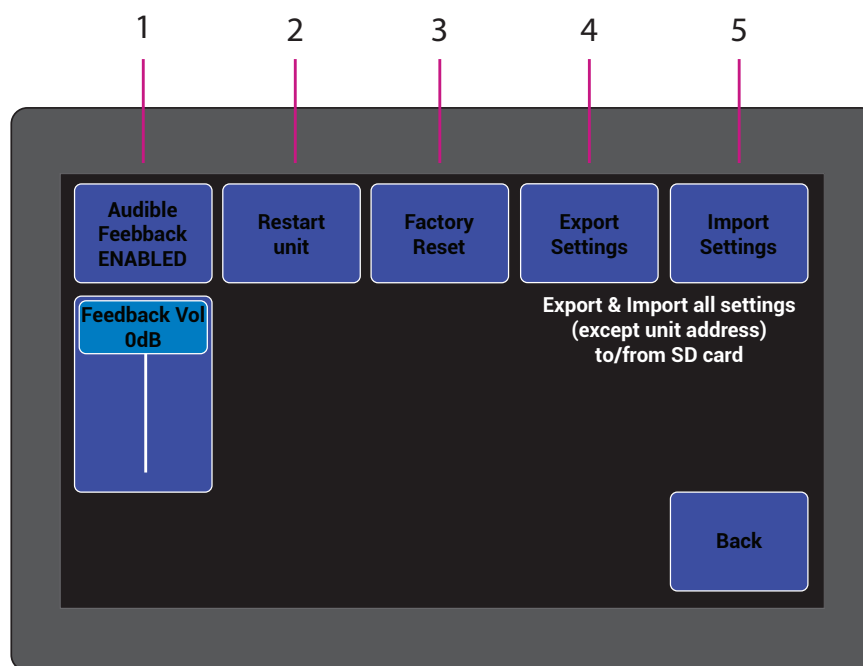 1 2 3 4 5
Audible
Feebback
ENABLED
Restart
unit
Factory
Reset
Export
Settings
Import
Settings
Feedback Vol
0dB
Export & Import all settings
(except unit address)
to/from SD card
Back